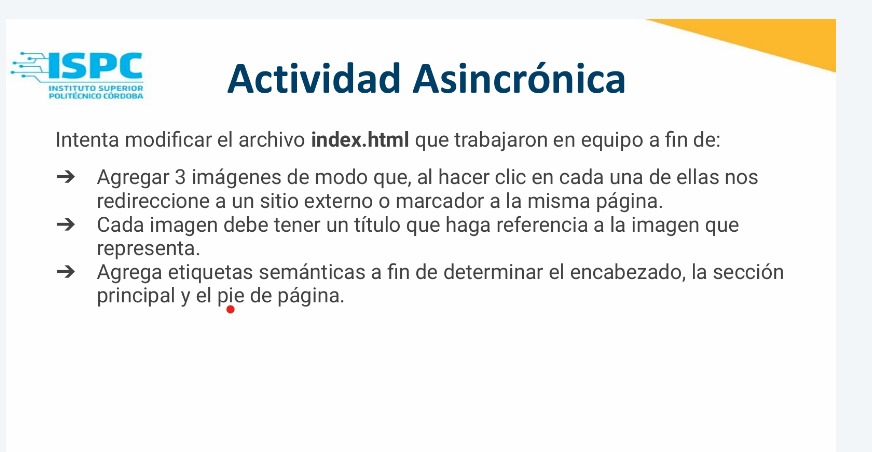 ISPC
INSTITUTO SUPERIOR
POLITÉCNICO CÓRDOBA
Actividad Asincrónica
Intenta modificar el archivo index.html que trabajaron en equipo a fin de:
➔ Agregar 3 imágenes de modo que, al hacer clic en cada una de ellas nos
redireccione a un sitio externo o marcador a la misma página.
➔ Cada imagen debe tener un título que haga referencia a la imagen que
representa.
➔ Agrega etiquetas semánticas a fin de determinar el encabezado, la sección
principal y el pie de página.